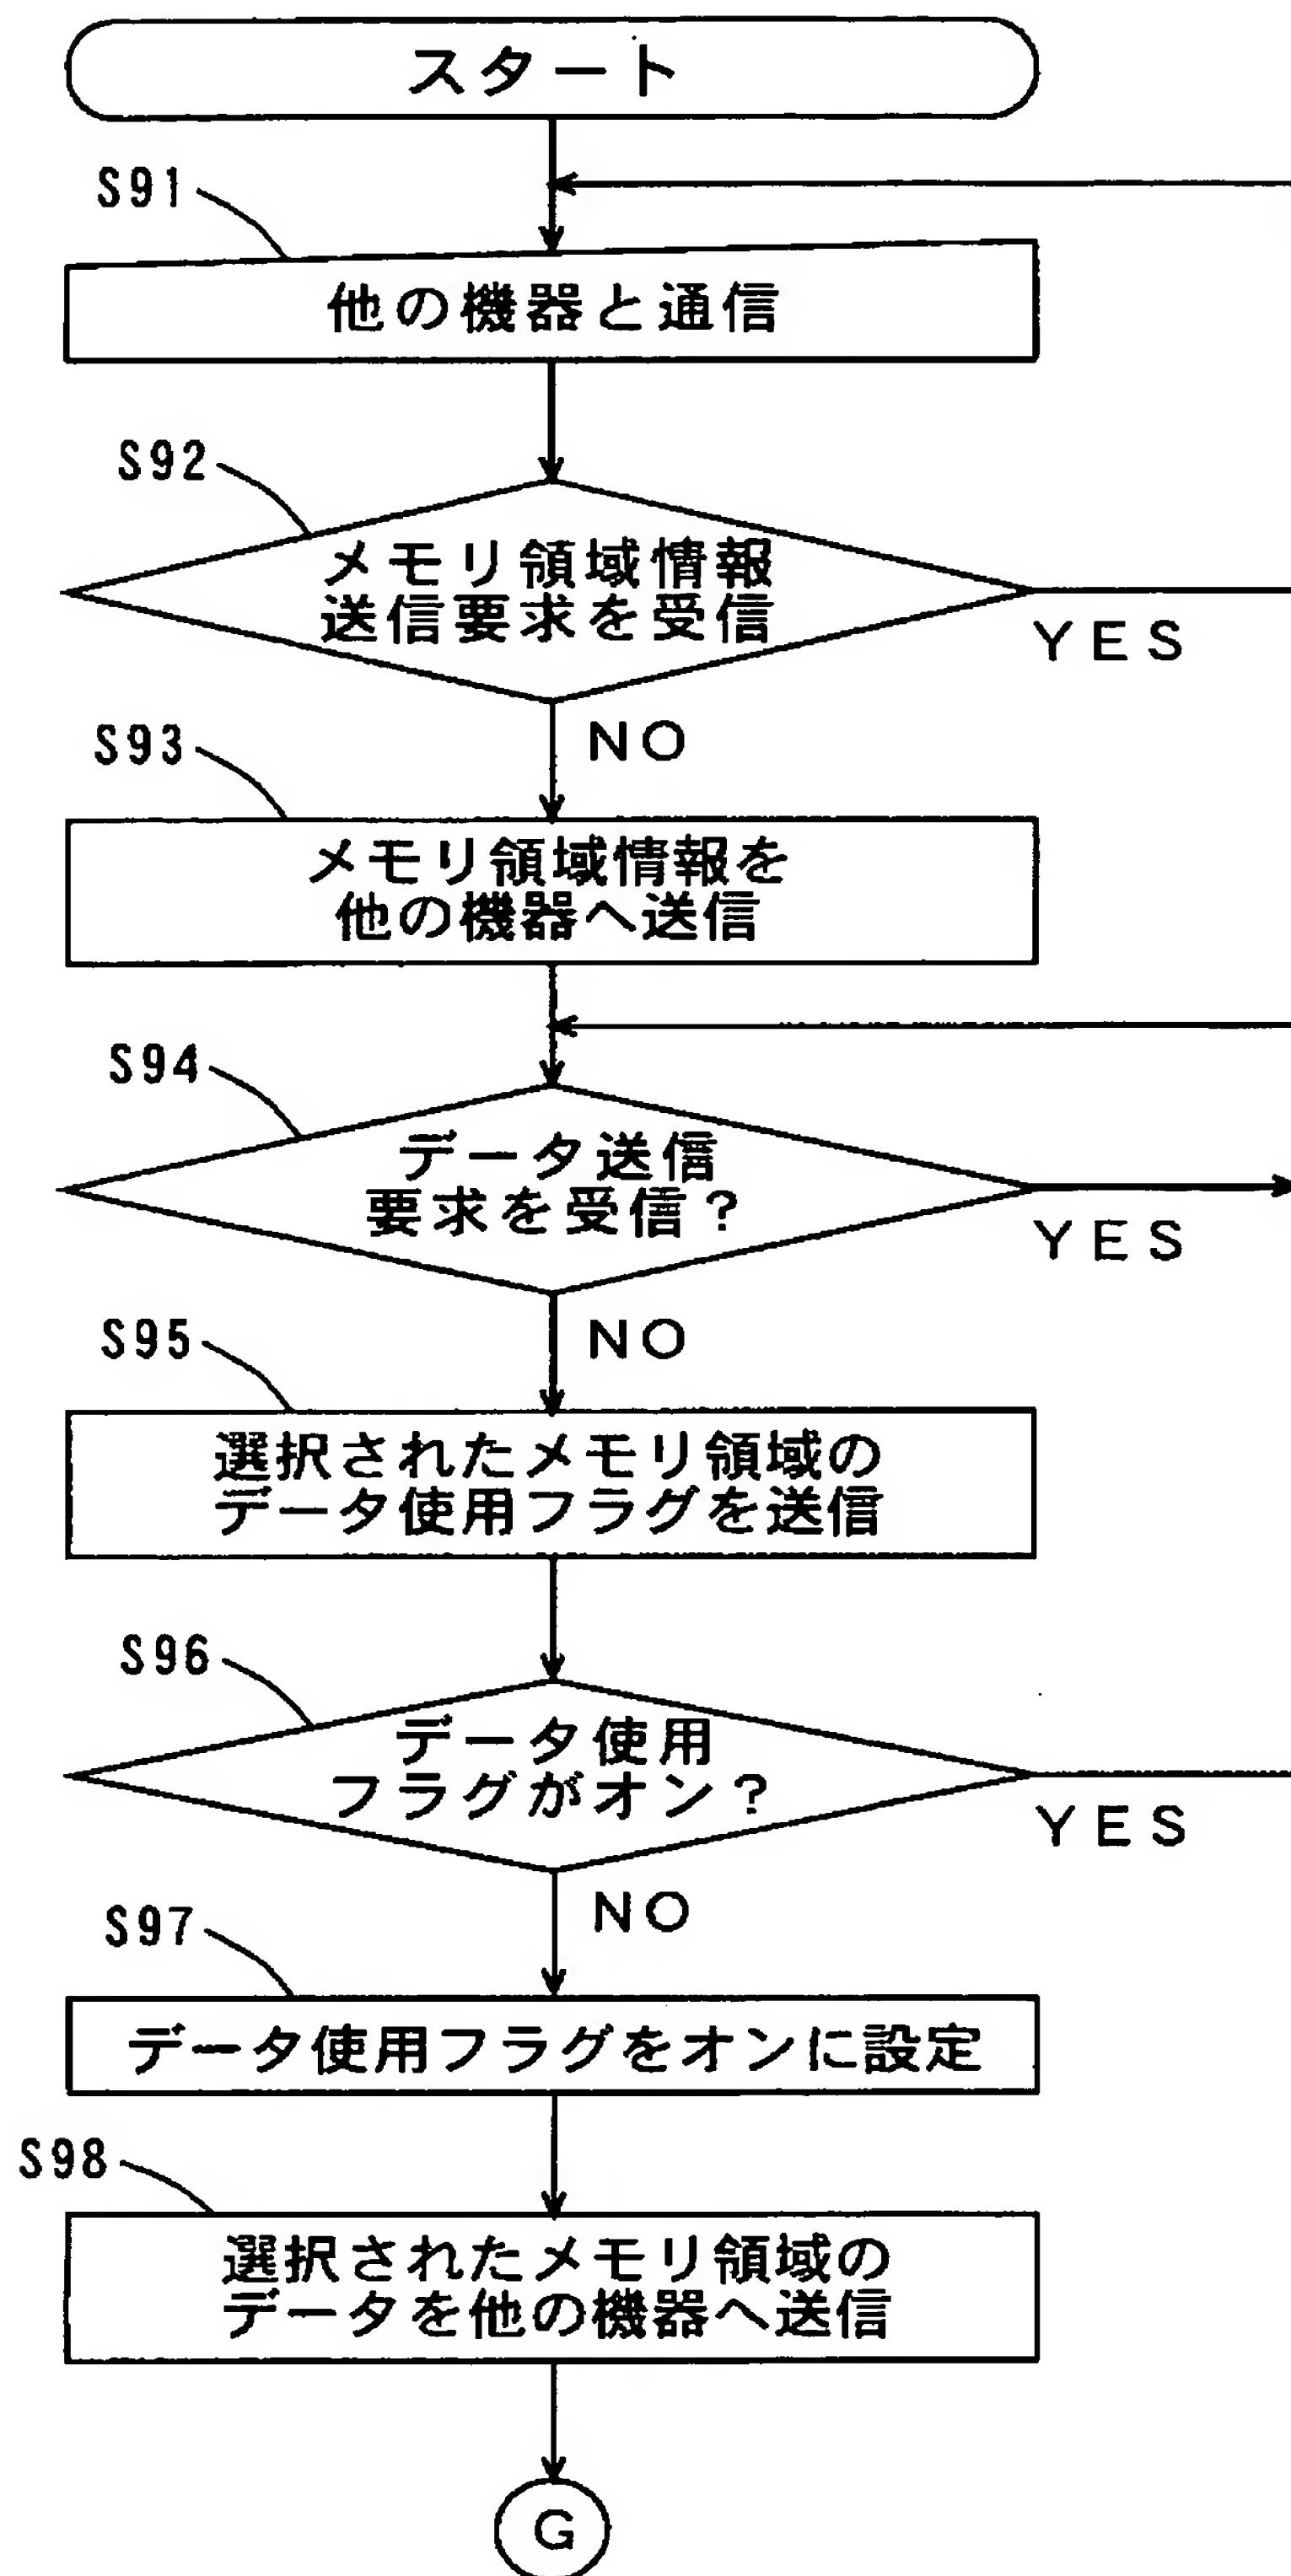 スタート
S91
他の機器と通信
S92
メモリ領域情報
送信要求を受信
YES
NO
S93
メモリ領域情報を
他の機器へ送信
S94
データ送信
要求を受信?
YES
NO
S95
選択されたメモリ領域の
データ使用フラグを送信
S96
データ使用
フラグがオン?
YES
NO
S97
データ使用フラグをオンに設定
S98
選択されたメモリ領域の
データを他の機器へ送信
G